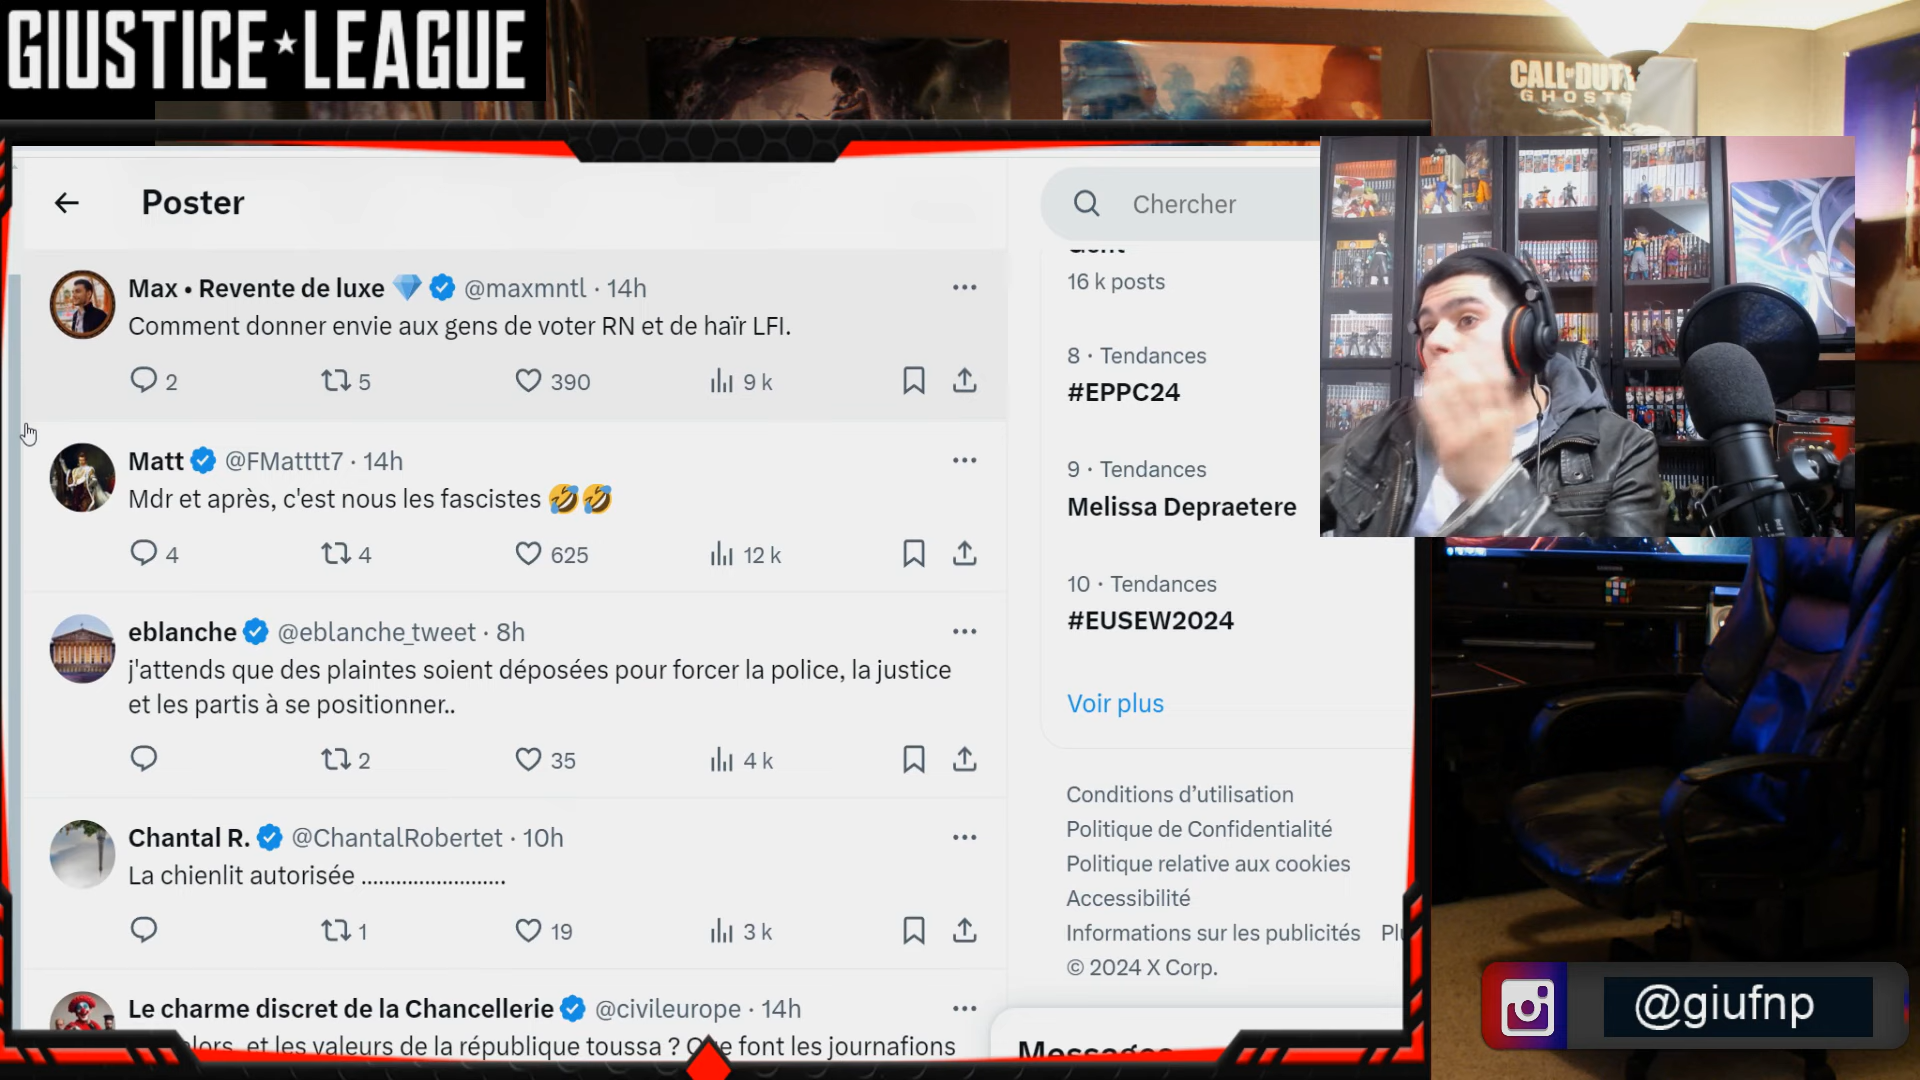 GIUSTICE★LEAGUE
CALL OF DUTY
GHOSTS
← Poster
Chercher
16 k posts
Max • Revente de luxe 💎 @maxmntl · 14h
Comment donner envie aux gens de voter RN et de haïr LFI.
2 5 390 9 k
8 · Tendances
#EPPC24
Matt @FMatttt7 · 14h
Mdr et après, c'est nous les fascistes 🤣🤣
4 4 625 12 k
9 · Tendances
Melissa Depraetere
10 · Tendances
#EUSEW2024
eblanche @eblanche_tweet · 8h
j'attends que des plaintes soient déposées pour forcer la police, la justice
et les partis à se positionner..
2 35 4 k
Voir plus
Chantal R. @ChantalRobertet · 10h
La chienlit autorisée .........................
1 19 3 k
Conditions d’utilisation
Politique de Confidentialité
Politique relative aux cookies
Accessibilité
Informations sur les publicités
© 2024 X Corp.
Le charme discret de la Chancellerie @civileurope · 14h
et les valeurs de la république toussa ? font les journafions
Messages
@giufnp
SAMSUNG